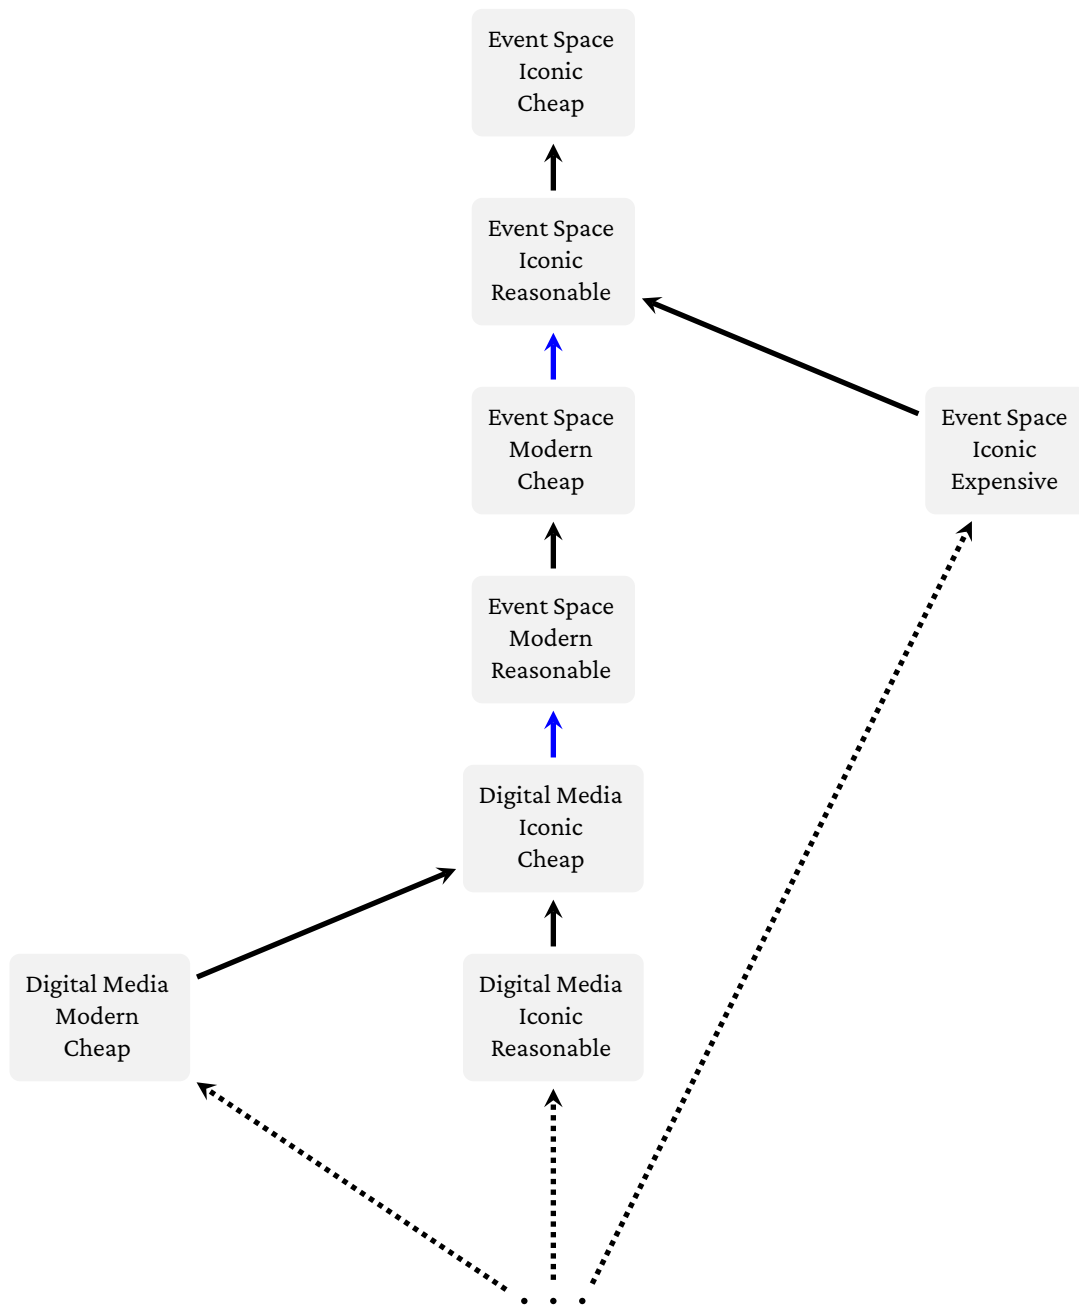 Event Space
Iconic
Cheap
Event Space
Iconic
Reasonable
Event Space
Modern
Cheap
Event Space
Iconic
Expensive
Event Space
Modern
Reasonable
Digital Media
Iconic
Cheap
Digital Media
Modern
Cheap
Digital Media
Iconic
Reasonable
. . .